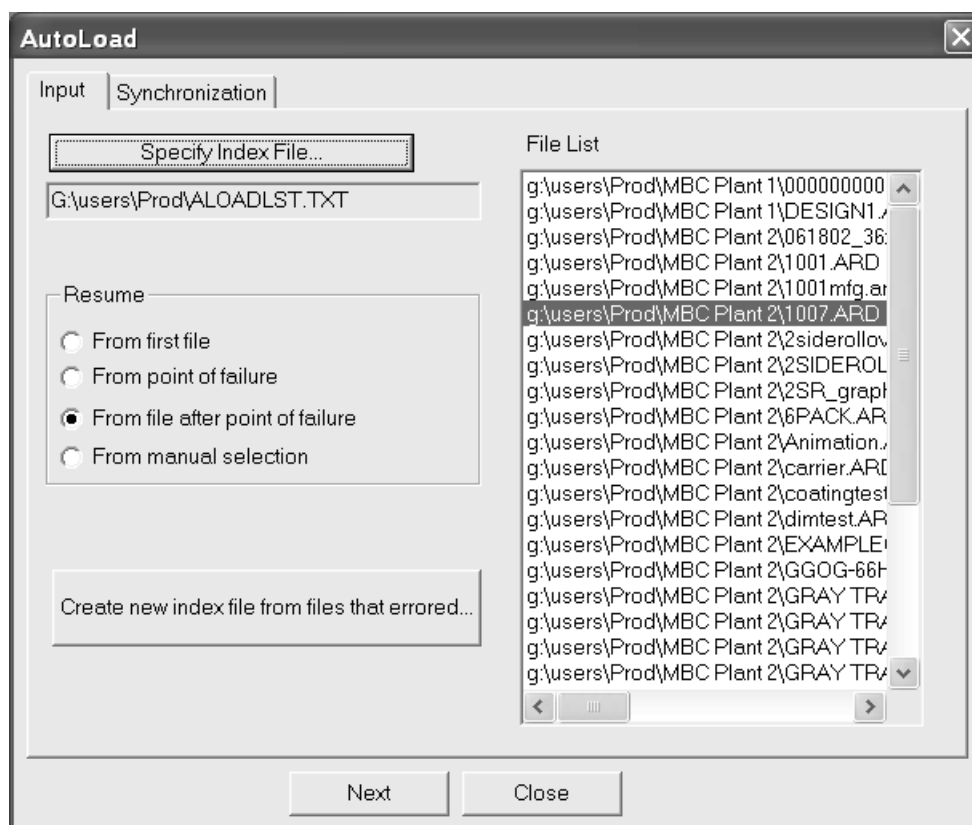 AutoLoad
Input
Synchronization
Specify Index File...
G:\users\Prod\ALOADLST.TXT
Resume
From first file
From point of failure
From file after point of failure
From manual selection
Create new index file from files that errored...
File List
g:\users\Prod\MBC Plant 1\000000000
g:\users\Prod\MBC Plant 1\DESIGN1.
g:\users\Prod\MBC Plant 2\061802_36
g:\users\Prod\MBC Plant 2\1001.ARD
g:\users\Prod\MBC Plant 2\1001mfg.ar
g:\users\Prod\MBC Plant 2\1007.ARD
g:\users\Prod\MBC Plant 2\2siderollov
g:\users\Prod\MBC Plant 2\2SIDEROL
g:\users\Prod\MBC Plant 2\2SR_grap
g:\users\Prod\MBC Plant 2\6PACK.AR
g:\users\Prod\MBC Plant 2\Animation.
g:\users\Prod\MBC Plant 2\carrier.ARD
g:\users\Prod\MBC Plant 2\coatingtest
g:\users\Prod\MBC Plant 2\dimtest.AR
g:\users\Prod\MBC Plant 2\EXAMPLE
g:\users\Prod\MBC Plant 2\GGOG-66H
g:\users\Prod\MBC Plant 2\GRAY TRA
g:\users\Prod\MBC Plant 2\GRAY TRA
g:\users\Prod\MBC Plant 2\GRAY TRA
g:\users\Prod\MBC Plant 2\GRAY TRA
Next
Close